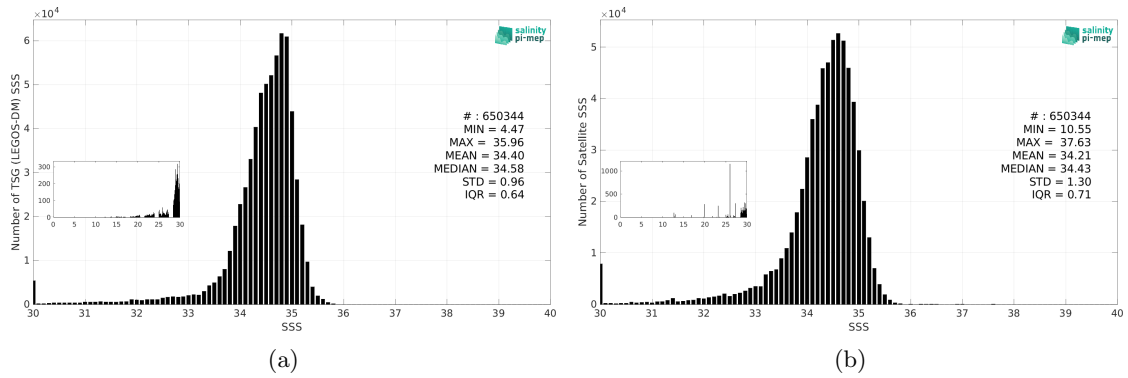 ×10⁴
salinity
pi-mep
Number of TSG (LEGOS-DM) SSS
6
5
4
3
2
1
0
# : 650344
MIN = 4.47
MAX = 35.96
MEAN = 34.40
MEDIAN = 34.58
STD = 0.96
IQR = 0.64
300
200
100
0
0 5 10 15 20 25 30
30 31 32 33 34 35 36 37 38 39 40
SSS
(a)
×10⁴
salinity
pi-mep
Number of Satellite SSS
5
4
3
2
1
0
# : 650344
MIN = 10.55
MAX = 37.63
MEAN = 34.21
MEDIAN = 34.43
STD = 1.30
IQR = 0.71
1000
500
0
0 5 10 15 20 25 30
30 31 32 33 34 35 36 37 38 39 40
SSS
(b)